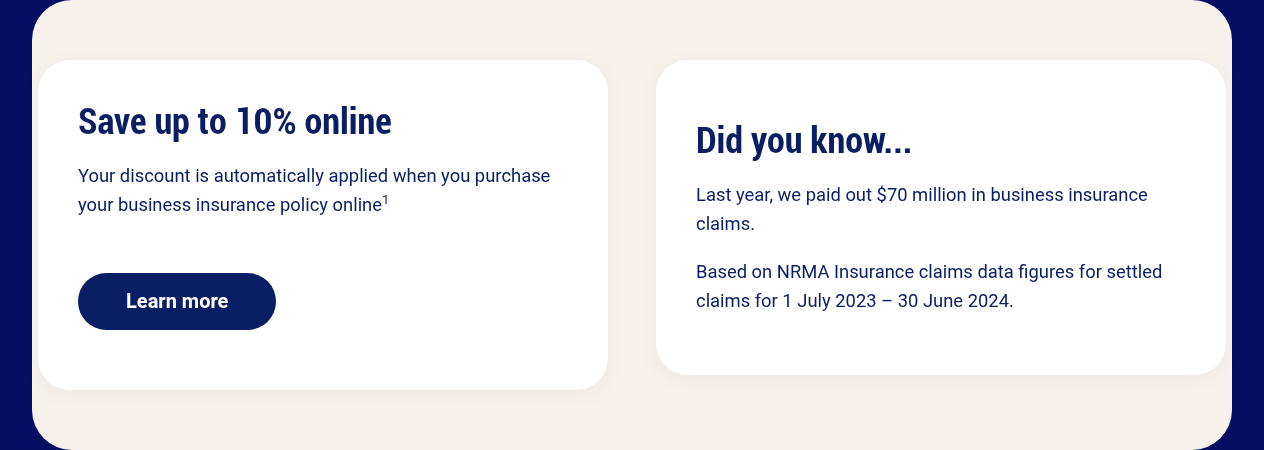 Save up to 10% online
Your discount is automatically applied when you purchase
your business insurance policy online¹
Learn more
Did you know...
Last year, we paid out $70 million in business insurance
claims.
Based on NRMA Insurance claims data figures for settled
claims for 1 July 2023 – 30 June 2024.